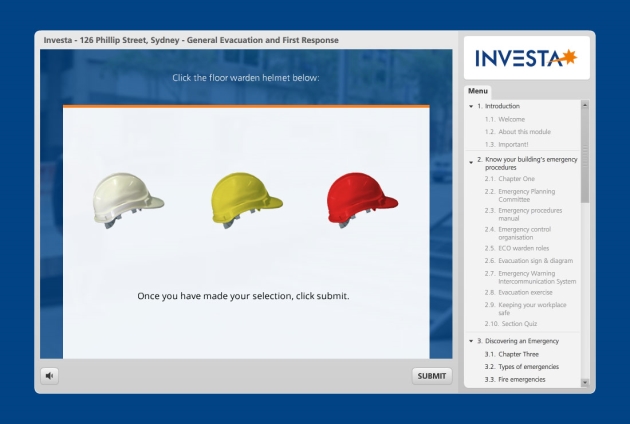 Investa - 126 Phillip Street, Sydney - General Evacuation and First Response
Click the floor warden helmet below:
Once you have made your selection, click submit.
SUBMIT
INVESTA
Menu
1. Introduction
1.1. Welcome
1.2. About this module
1.3. Important!
2. Know your building's emergency
procedures
2.1. Chapter One
2.2. Emergency Planning
Committee
2.3. Emergency procedures
manual
2.4. Emergency control
organisation
2.5. ECO warden roles
2.6. Evacuation sign & diagram
2.7. Emergency Warning
Intercommunication System
2.8. Evacuation exercise
2.9. Keeping your workplace
safe
2.10. Section Quiz
3. Discovering an Emergency
3.1. Chapter Three
3.2. Types of emergencies
3.3. Fire emergencies